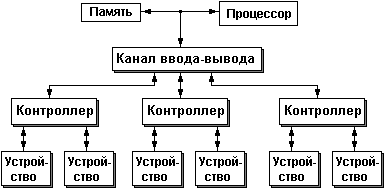 Память
Процессор
Канал ввода-вывода
Контроллер
Контроллер
Контроллер
Устрой-
ство
Устрой-
ство
Устрой-
ство
Устрой-
ство
Устрой-
ство
Устрой-
ство